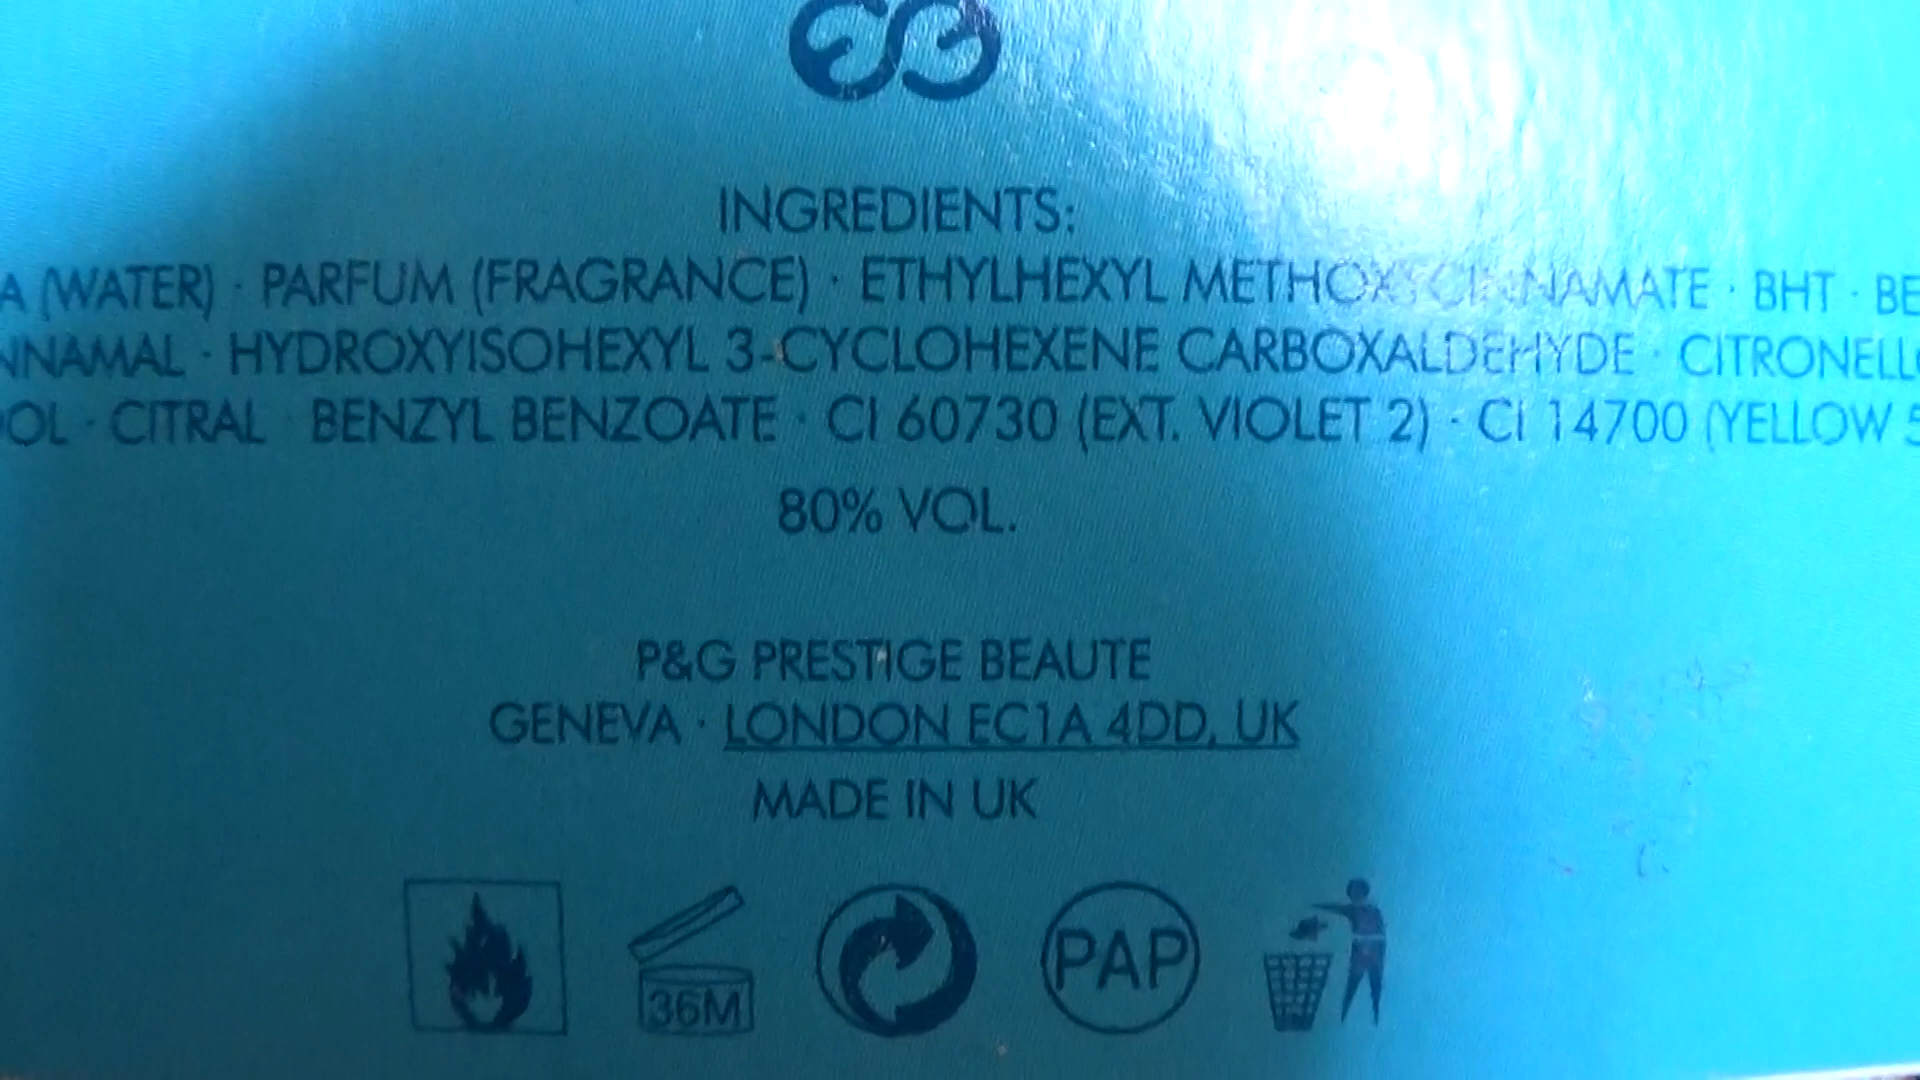 INGREDIENTS:
A (WATER) · PARFUM (FRAGRANCE) · ETHYLHEXYL METHOXYCINNAMATE · BHT · BE
NNAMAL · HYDROXYISOHEXYL 3-CYCLOHEXENE CARBOXALDEHYDE · CITRONELL
OL · CITRAL · BENZYL BENZOATE · CI 60730 (EXT. VIOLET 2) · CI 14700 (YELLOW 5
80% VOL.
P&G PRESTIGE BEAUTE
GENEVA · LONDON EC1A 4DD, UK
MADE IN UK
36M
PAP